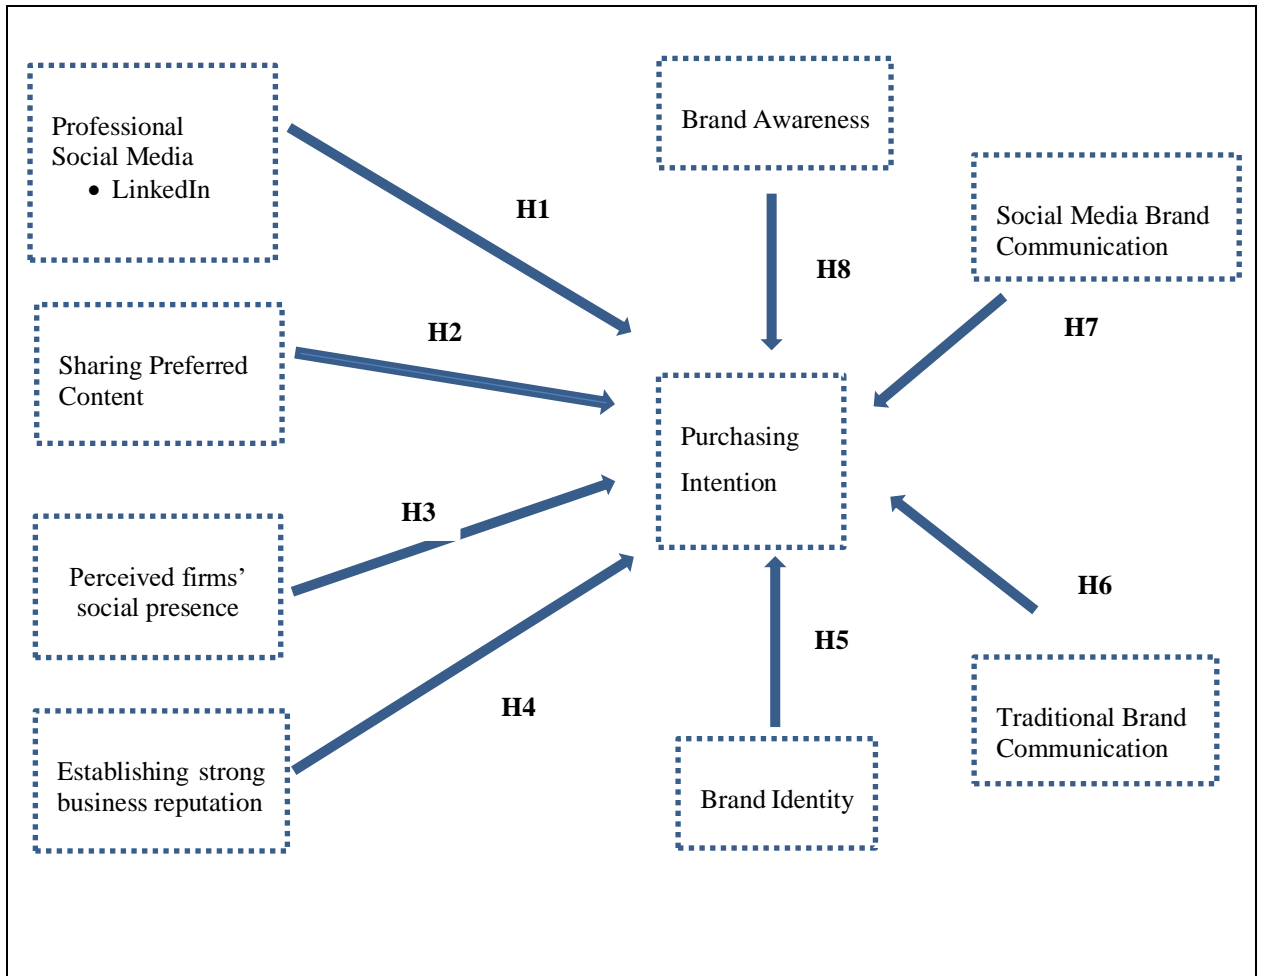 Professional
Social Media
• LinkedIn
H1
Brand Awareness
Social Media Brand
Communication
H8
H7
H2
Sharing Preferred
Content
Purchasing
Intention
H3
Perceived firms’
social presence
H4
Establishing strong
business reputation
H5
Brand Identity
H6
Traditional Brand
Communication